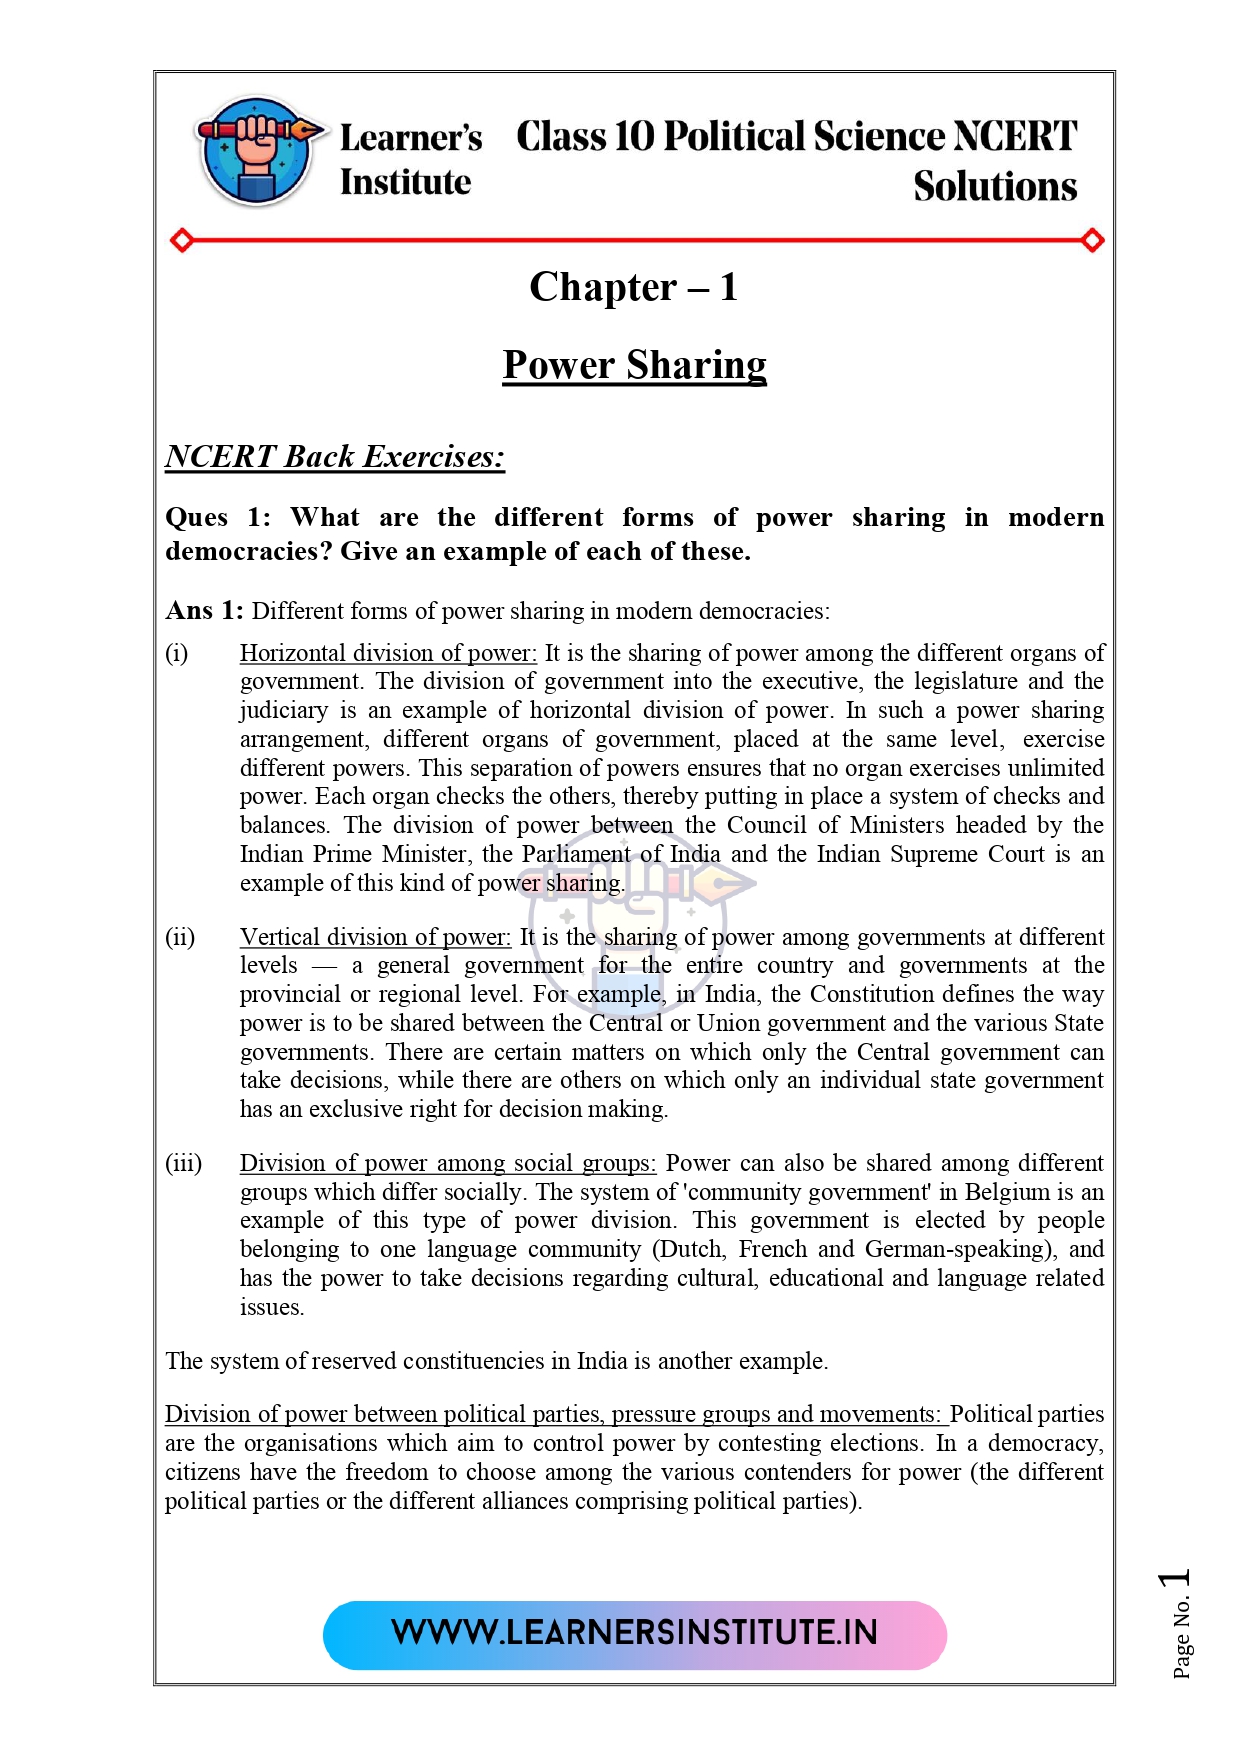 Learner's
Institute
Class 10 Political Science NCERT
Solutions
Chapter – 1
Power Sharing
NCERT Back Exercises:
Ques 1: What are the different forms of power sharing in modern
democracies? Give an example of each of these.
Ans 1: Different forms of power sharing in modern democracies:
(i) Horizontal division of power: It is the sharing of power among the different organs of
government. The division of government into the executive, the legislature and the
judiciary is an example of horizontal division of power. In such a power sharing
arrangement, different organs of government, placed at the same level, exercise
different powers. This separation of powers ensures that no organ exercises unlimited
power. Each organ checks the others, thereby putting in place a system of checks and
balances. The division of power between the Council of Ministers headed by the
Indian Prime Minister, the Parliament of India and the Indian Supreme Court is an
example of this kind of power sharing.
(ii) Vertical division of power: It is the sharing of power among governments at different
levels — a general government for the entire country and governments at the
provincial or regional level. For example, in India, the Constitution defines the way
power is to be shared between the Central or Union government and the various State
governments. There are certain matters on which only the Central government can
take decisions, while there are others on which only an individual state government
has an exclusive right for decision making.
(iii) Division of power among social groups: Power can also be shared among different
groups which differ socially. The system of 'community government' in Belgium is an
example of this type of power division. This government is elected by people
belonging to one language community (Dutch, French and German-speaking), and
has the power to take decisions regarding cultural, educational and language related
issues.
The system of reserved constituencies in India is another example.
Division of power between political parties, pressure groups and movements: Political parties
are the organisations which aim to control power by contesting elections. In a democracy,
citizens have the freedom to choose among the various contenders for power (the different
political parties or the different alliances comprising political parties).
WWW.LEARNERSINSTITUTE.IN
Page No. 1